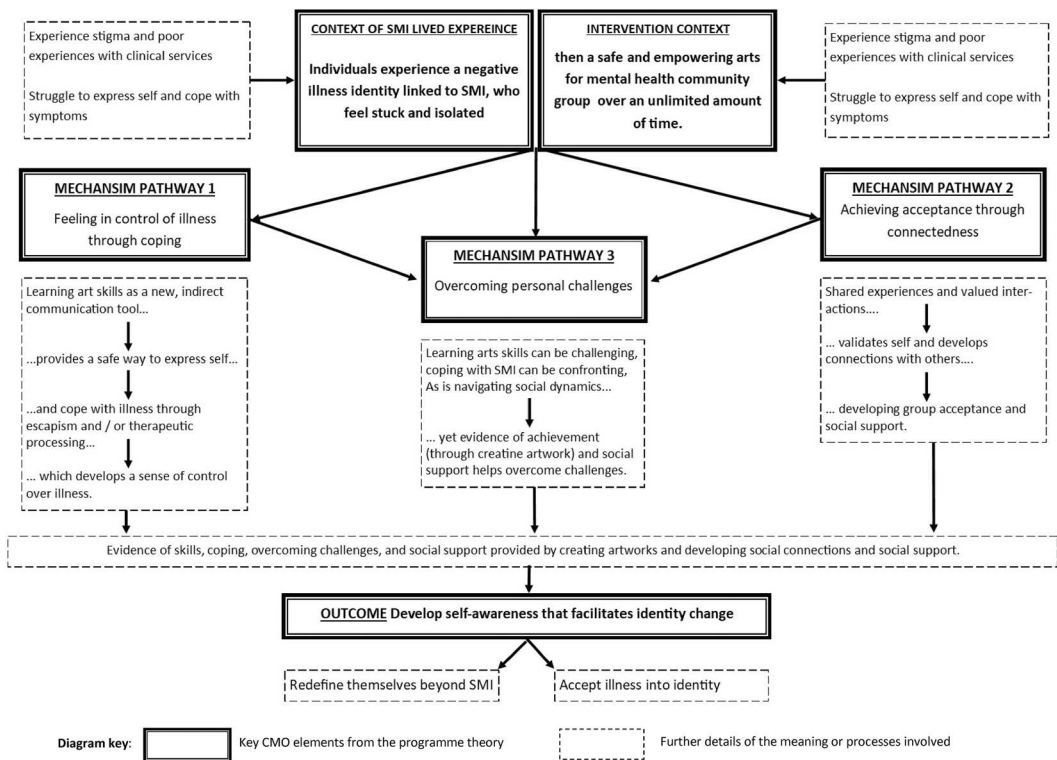 Experience stigma and poor
experiences with clinical services
Struggle to express self and cope with
symptoms
CONTEXT OF SMI LIVED EXPEREINCE
Individuals experience a negative
illness identity linked to SMI, who
feel stuck and isolated
INTERVENTION CONTEXT
then a safe and empowering arts
for mental health community
group over an unlimited amount
of time.
Experience stigma and poor
experiences with clinical services
Struggle to express self and cope with
symptoms
MECHANSIM PATHWAY 1
Feeling in control of illness
through coping
MECHANSIM PATHWAY 3
Overcoming personal challenges
MECHANSIM PATHWAY 2
Achieving acceptance through
connectedness
Learning art skills as a new, indirect
communication tool...
...provides a safe way to express self...
...and cope with illness through
escapism and / or therapeutic
processing...
... which develops a sense of control
over illness.
Learning arts skills can be challenging,
coping with SMI can be confronting,
As is navigating social dynamics...
... yet evidence of achievement
(through creatine artwork) and social
support helps overcome challenges.
Shared experiences and valued inter-
actions....
... validates self and develops
connections with others....
... developing group acceptance and
social support.
Evidence of skills, coping, overcoming challenges, and social support provided by creating artworks and developing social connections and social support.
OUTCOME Develop self-awareness that facilitates identity change
Redefine themselves beyond SMI
Accept illness into identity
Diagram key:
Key CMO elements from the programme theory
Further details of the meaning or processes involved